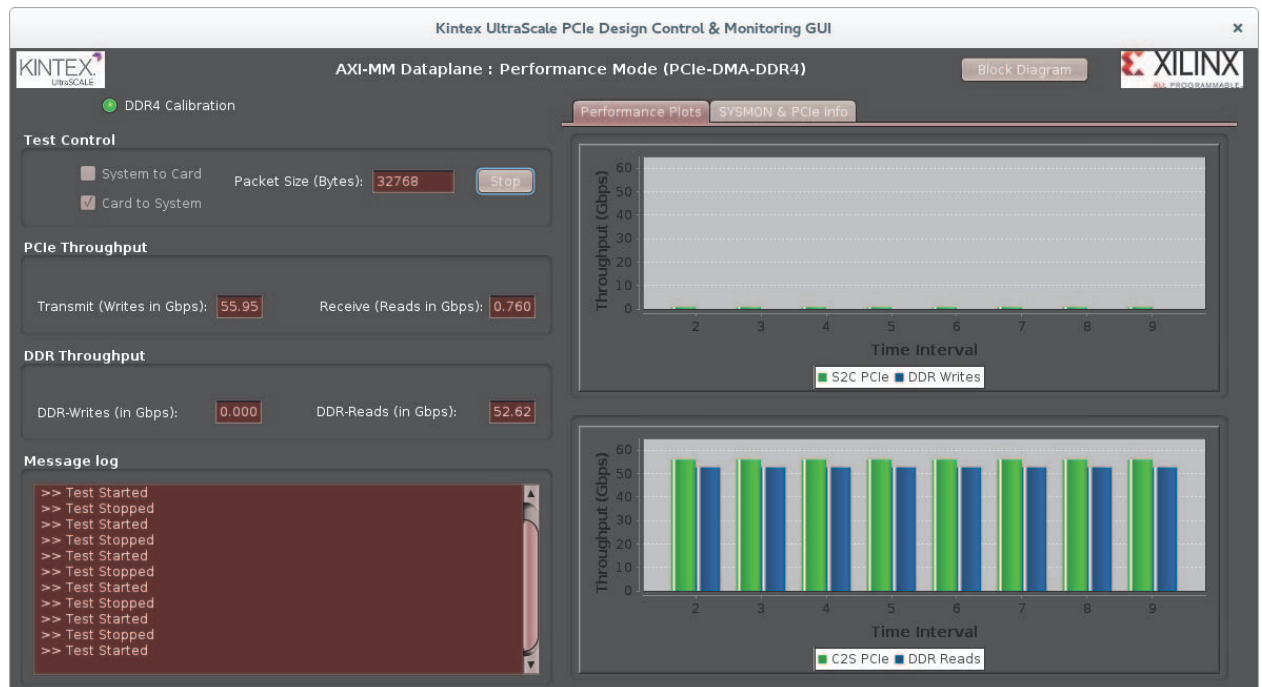 Kintex UltraScale PCIe Design Control & Monitoring GUI
x
KINTEX.
UltraSCALE
AXI-MM Dataplane : Performance Mode (PCIe-DMA-DDR4)
Block Diagram
XILINX
ALL PROGRAMMABLE
DDR4 Calibration
Test Control
System to Card
Card to System
Packet Size (Bytes): 32768
Stop
PCIe Throughput
Transmit (Writes in Gbps): 55.95
Receive (Reads in Gbps): 0.760
DDR Throughput
DDR-Writes (in Gbps): 0.000
DDR-Reads (in Gbps): 52.62
Message log
>> Test Started
>> Test Stopped
>> Test Started
>> Test Stopped
>> Test Started
>> Test Stopped
>> Test Started
>> Test Stopped
>> Test Started
>> Test Stopped
>> Test Started
Performance Plots
SYSMON & PCIe Info
Throughput (Gbps)
60
50
40
30
20
10
0
2 3 4 5 6 7 8 9
Time Interval
S2C PCIe DDR Writes
Throughput (Gbps)
60
50
40
30
20
10
0
2 3 4 5 6 7 8 9
Time Interval
C2S PCIe DDR Reads